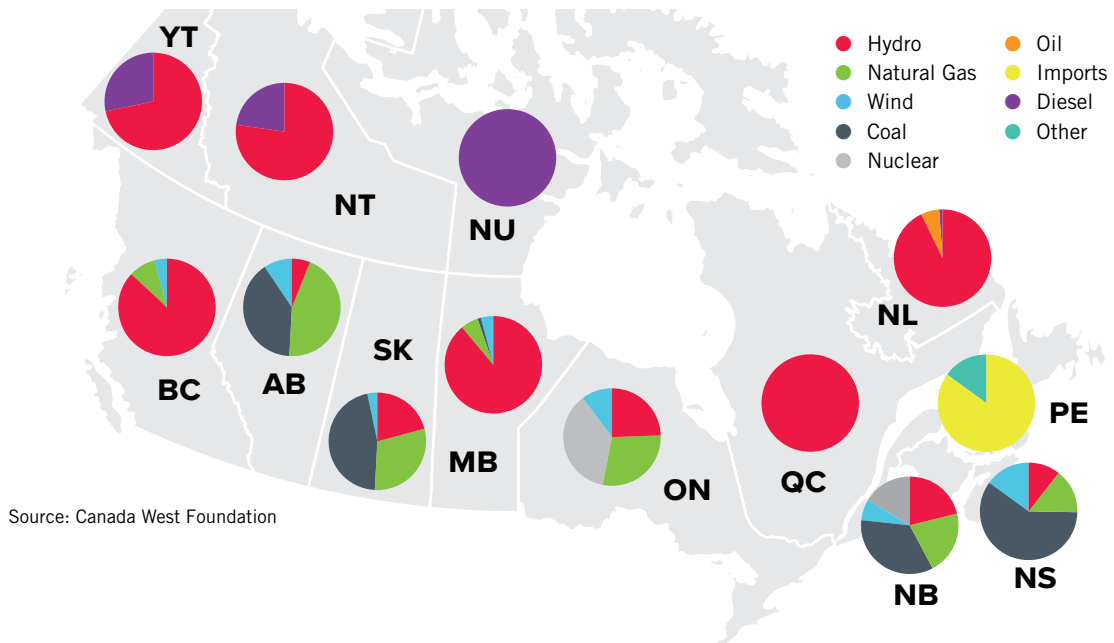 YT
NT
NU
BC
AB
SK
MB
ON
QC
NL
PE
NB
NS
Hydro
Natural Gas
Wind
Coal
Nuclear
Oil
Imports
Diesel
Other
Source: Canada West Foundation